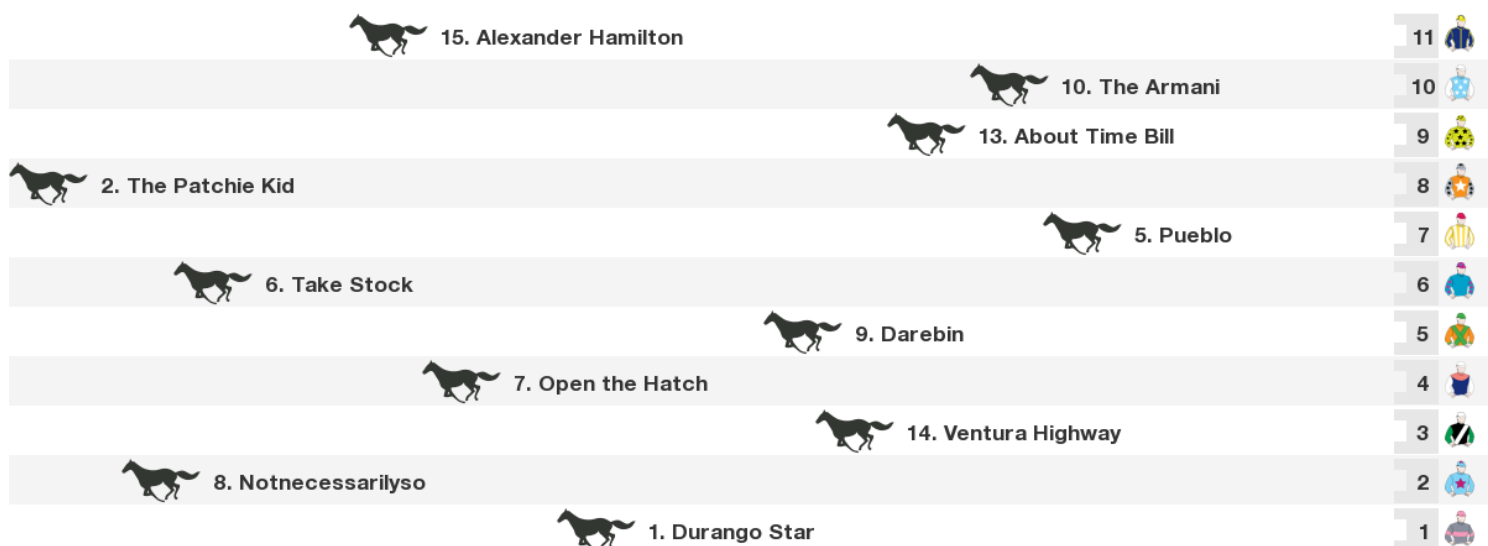 15. Alexander Hamilton 11
10. The Armani 10
13. About Time Bill 9
2. The Patchie Kid 8
5. Pueblo 7
6. Take Stock 6
9. Darebin 5
7. Open the Hatch 4
14. Ventura Highway 3
8. Notnecessarilyso 2
1. Durango Star 1